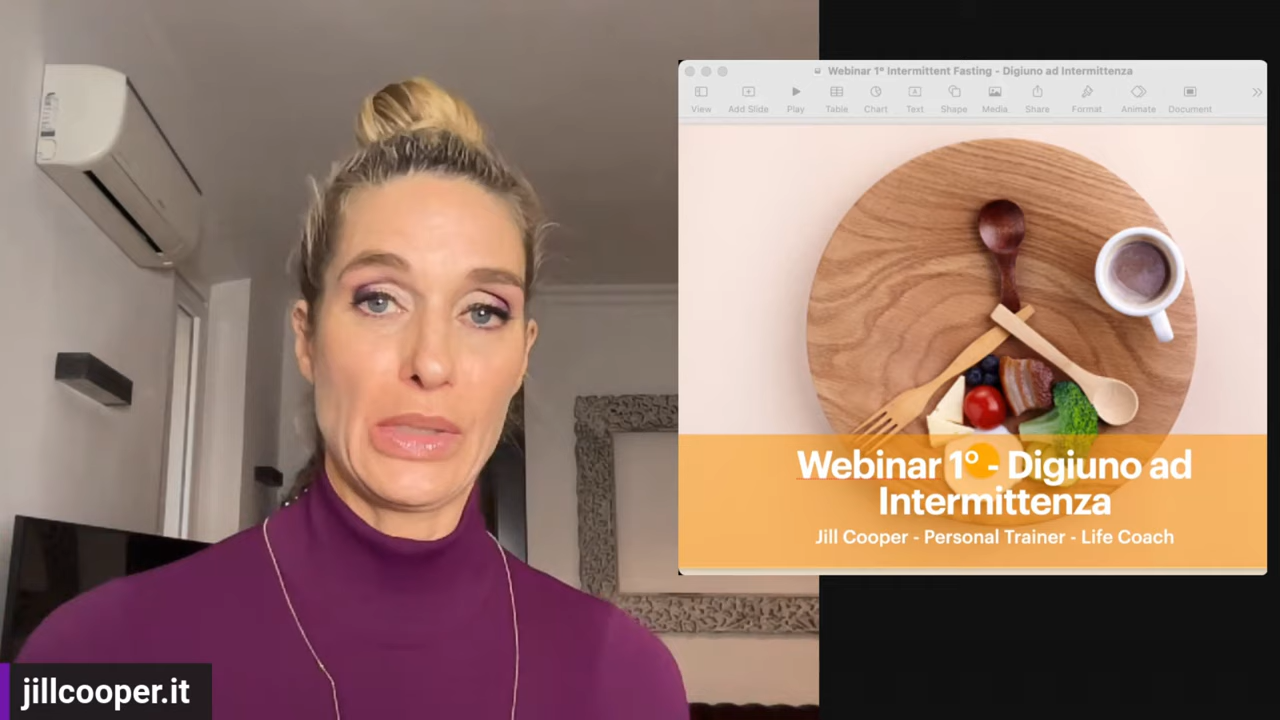 Webinar 1° Intermittent Fasting - Digiuno ad Intermittenza
View
Add Slide
Play
Table
Chart
Text
Shape
Media
Share
Format
Animate
Document
Webinar 1° - Digiuno ad
Intermittenza
Jill Cooper - Personal Trainer - Life Coach
jillcooper.it